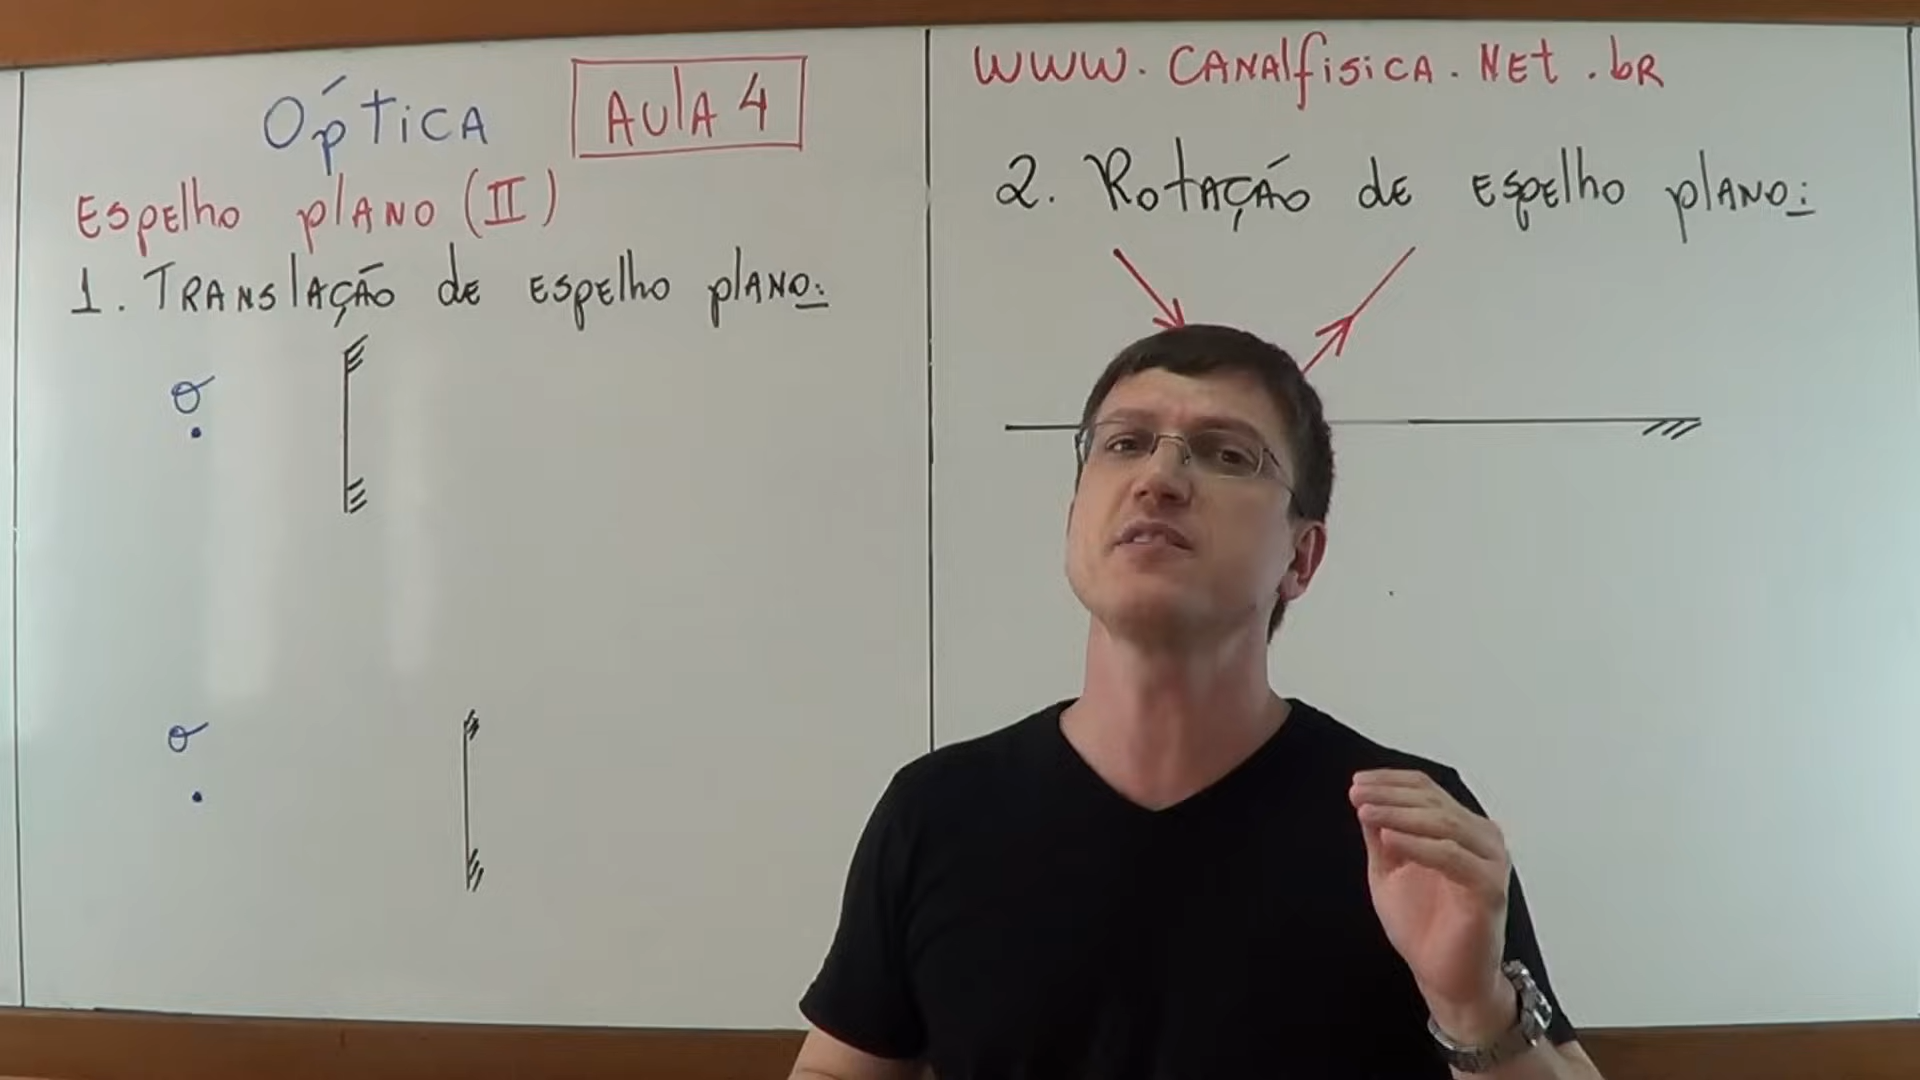 Óptica Aula 4
Espelho plano (II)
1. Translação de espelho plano:
σ
σ
www.canalfisica.net.br
2. Rotação de espelho plano: